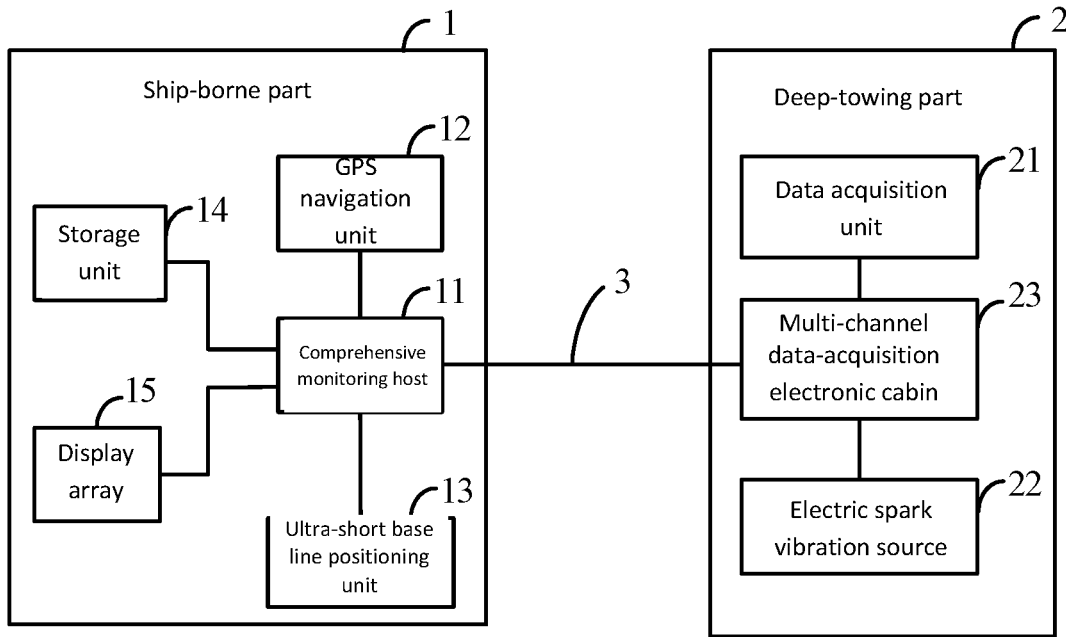 1
Ship-borne part
12
GPS
navigation
unit
14
Storage
unit
11
Comprehensive
monitoring host
15
Display
array
13
Ultra-short base
line positioning
unit
3
2
Deep-towing part
21
Data acquisition
unit
23
Multi-channel
data-acquisition
electronic cabin
22
Electric spark
vibration source